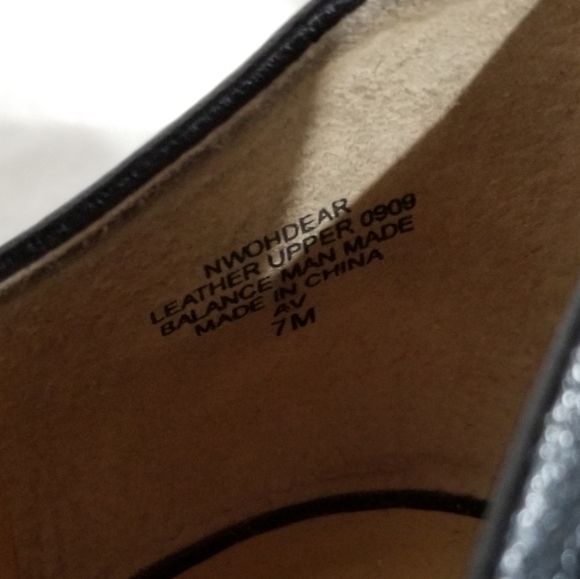 NWOHDEAR
LEATHER UPPER 0909
BALANCE MAN MADE
MADE IN CHINA
AV
7M